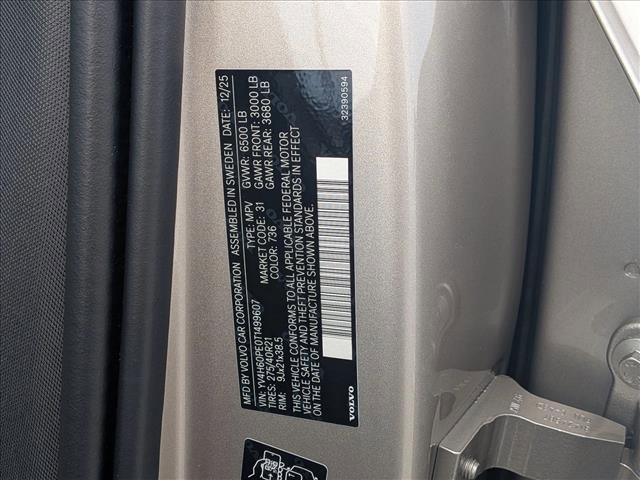 MFD BY VOLVO CAR CORPORATION ASSEMBLED IN SWEDEN DATE: 12/25
VIN: YV4H60PE0T1499607 TYPE: MPV GVWR: 6500 LB
TIRES: 275/40R21 MARKET CODE: 31 GAWR FRONT: 3000 LB
RIM: 9Jx21x38.5 COLOR: 736 GAWR REAR: 3680 LB
THIS VEHICLE CONFORMS TO ALL APPLICABLE FEDERAL MOTOR
VEHICLE SAFETY AND THEFT PREVENTION STANDARDS IN EFFECT
ON DATE OF MANUFACTURE SHOWN ABOVE.
VOLVO 32390594